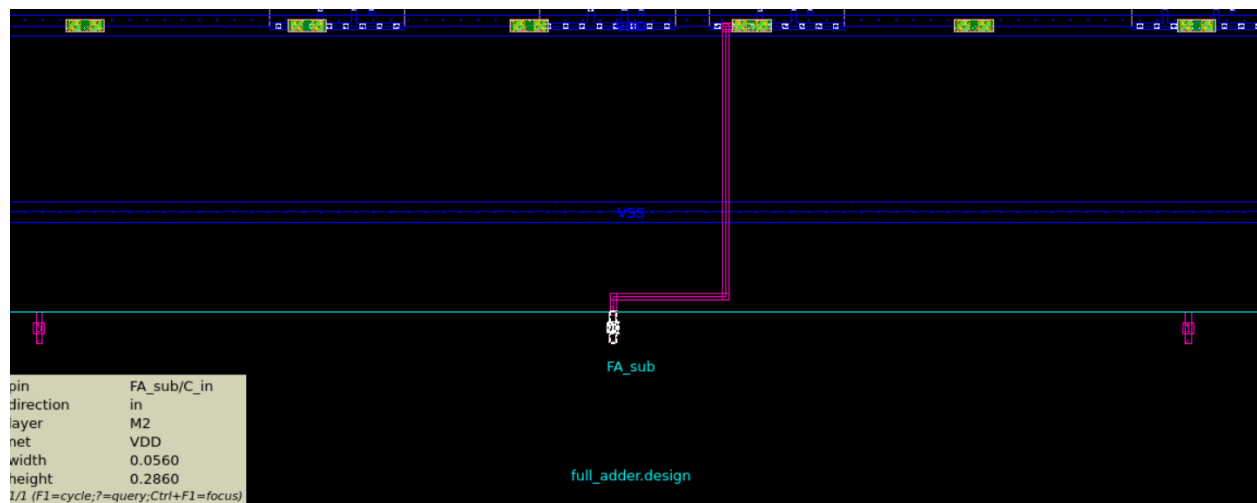 VSS
FA_sub
pin FA_sub/C_in
direction in
layer M2
net VDD
width 0.0560
height 0.2860
1/1 (F1=cycle;?=query;Ctrl+F1=focus)
full_adder.design